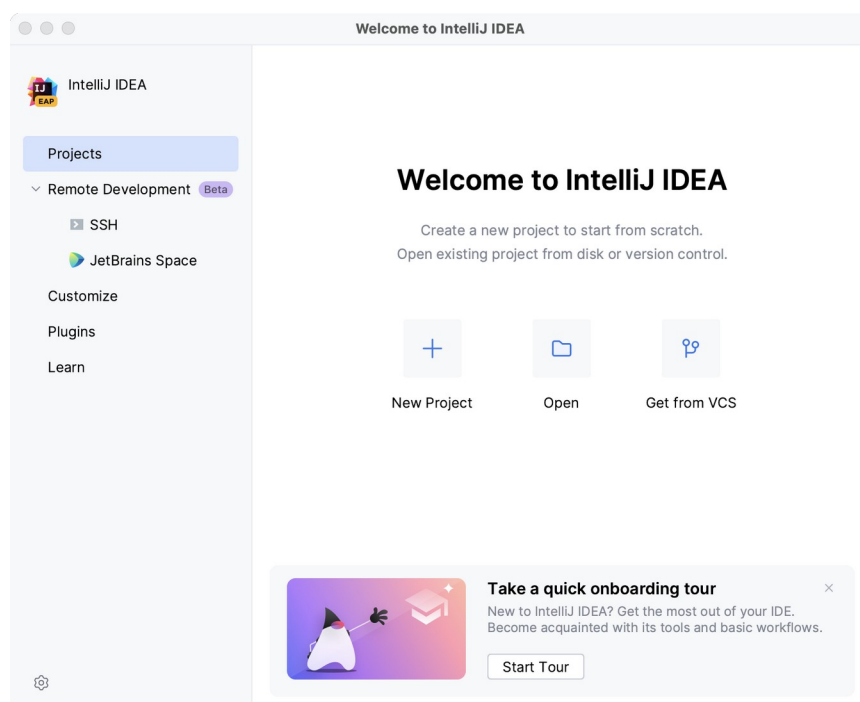 Welcome to IntelliJ IDEA
IntelliJ IDEA
IJ
EAP
Projects
Remote Development Beta
SSH
JetBrains Space
Customize
Plugins
Learn
Welcome to IntelliJ IDEA
Create a new project to start from scratch.
Open existing project from disk or version control.
New Project
Open
Get from VCS
Take a quick onboarding tour
New to IntelliJ IDEA? Get the most out of your IDE.
Become acquainted with its tools and basic workflows.
Start Tour